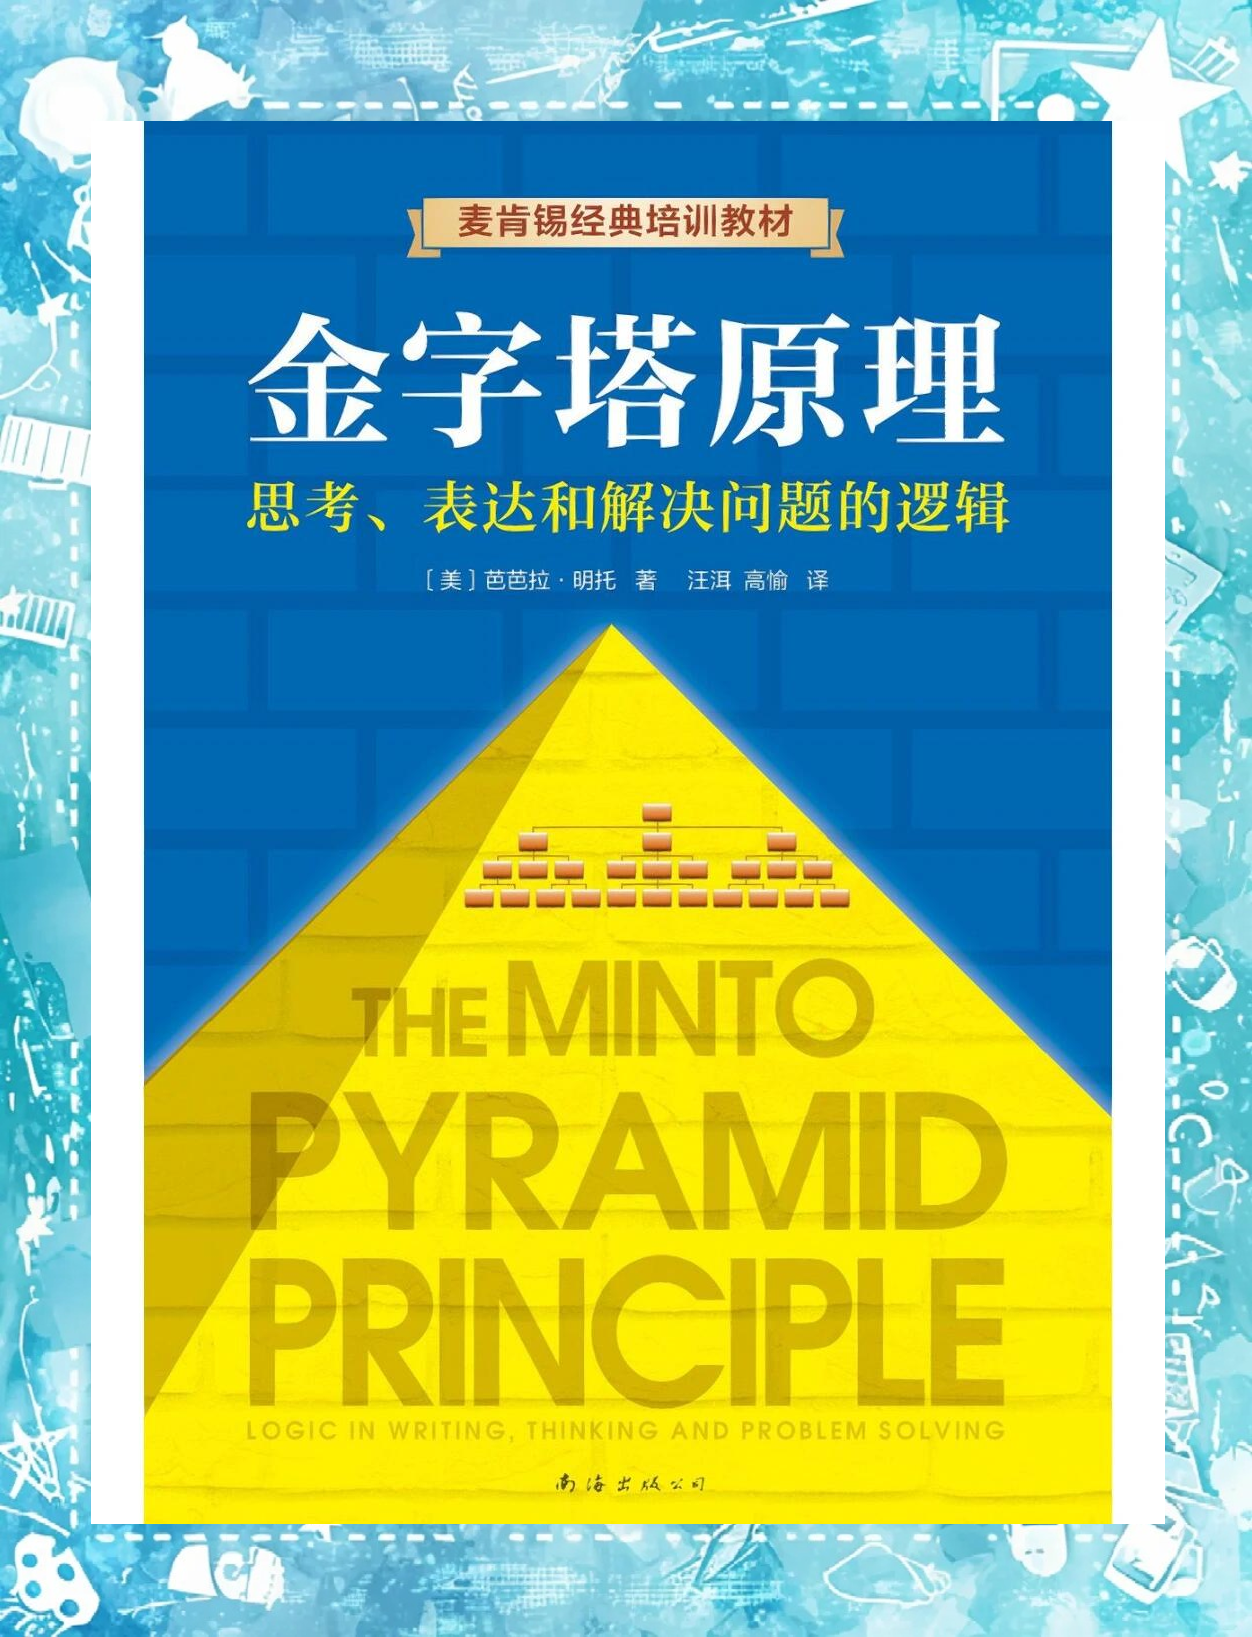 麦肯锡经典培训教材
金字塔原理
思考、表达和解决问题的逻辑
[美]芭芭拉·明托 著 汪洱 高愉 译
THE MINTO
PYRAMID
PRINCIPLE
LOGIC IN WRITING, THINKING AND PROBLEM SOLVING
南海出版公司